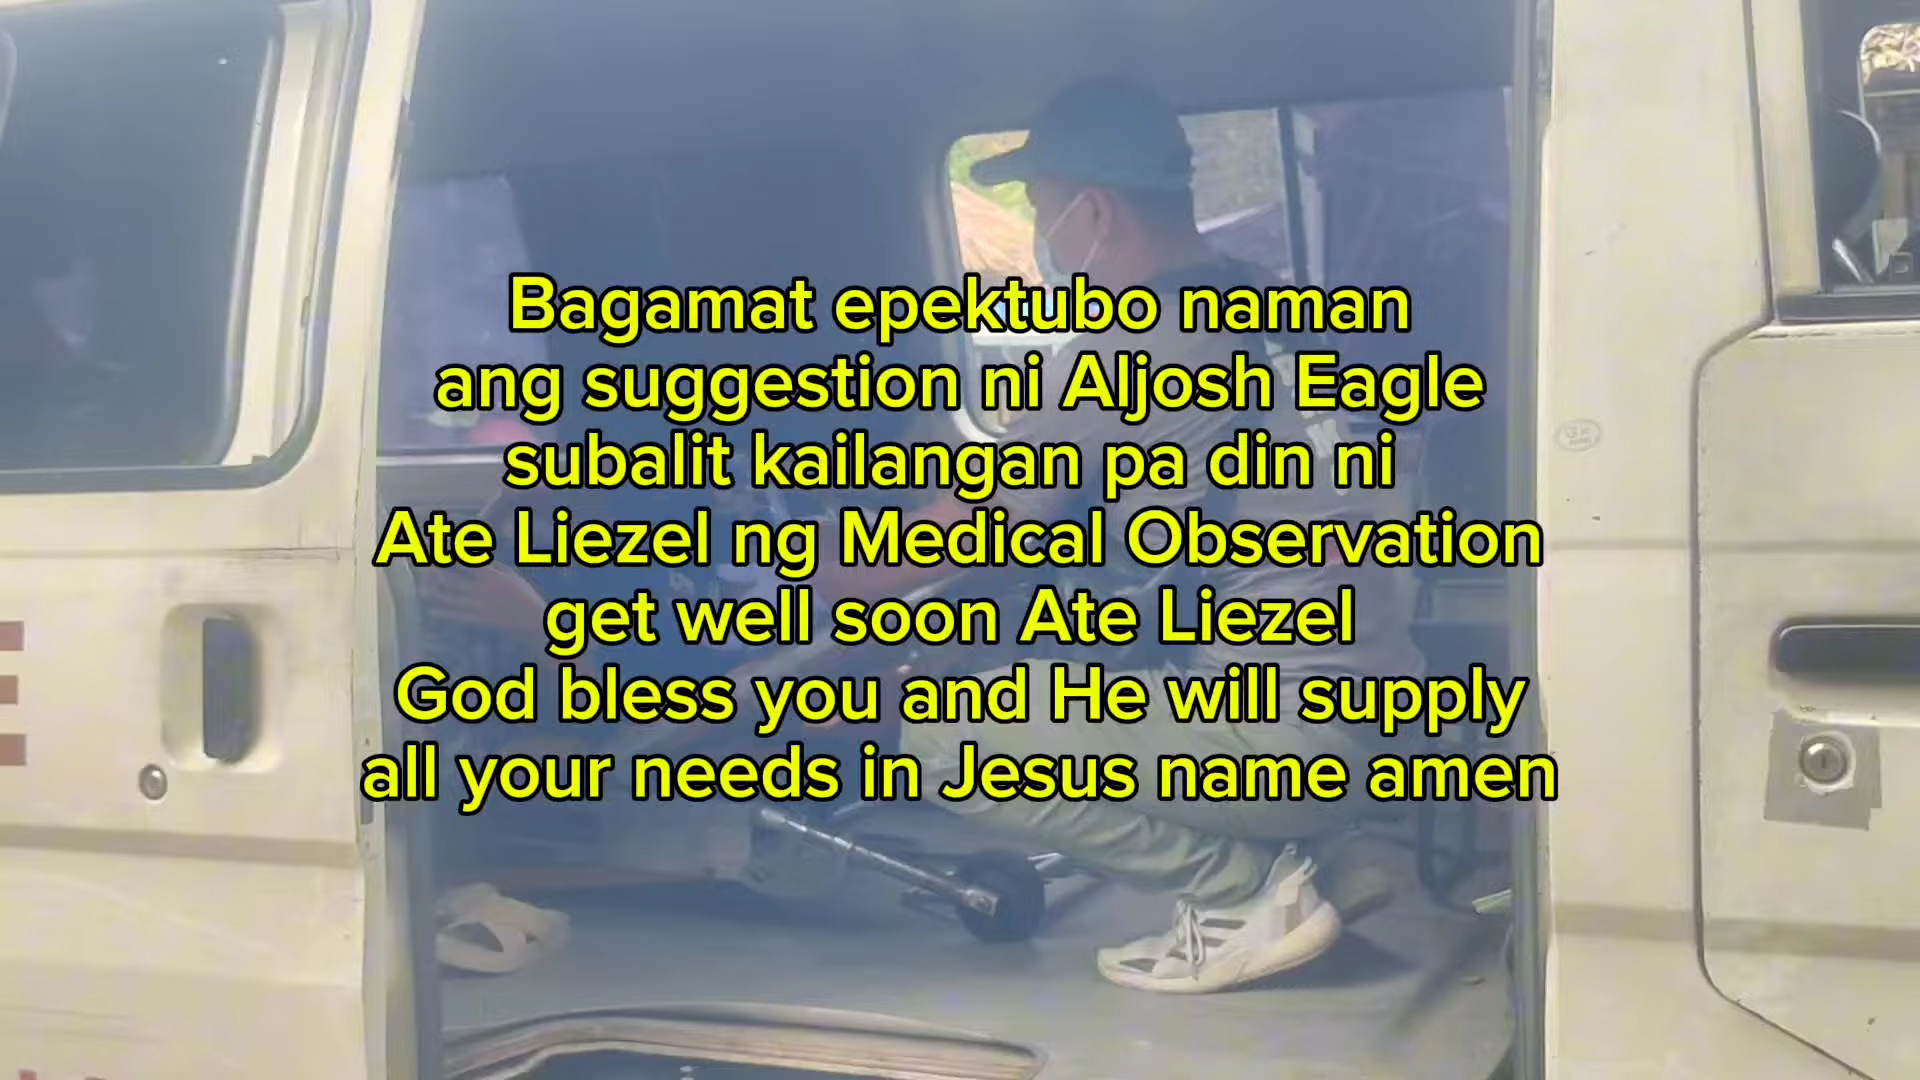 Bagamat epektubo naman
ang suggestion ni Aljosh Eagle
subalit kailangan pa din ni
Ate Liezel ng Medical Observation
get well soon Ate Liezel
God bless you and He will supply
all your needs in Jesus name amen